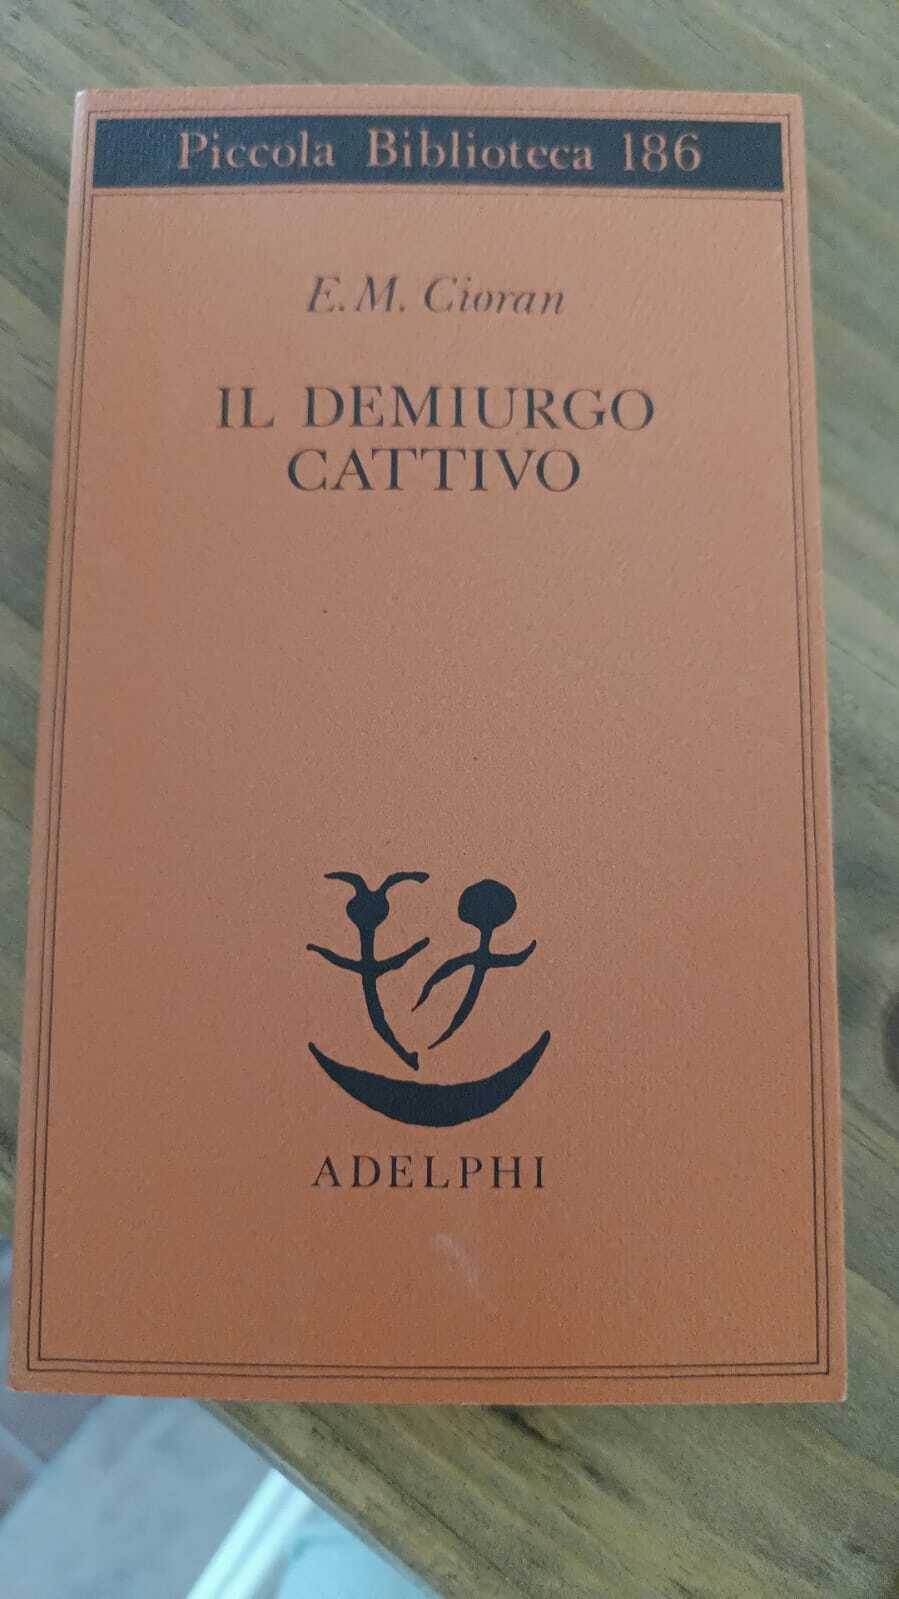 Piccola Biblioteca 186
E.M. Cioran
IL DEMIURGO
CATTIVO
ADELPHI